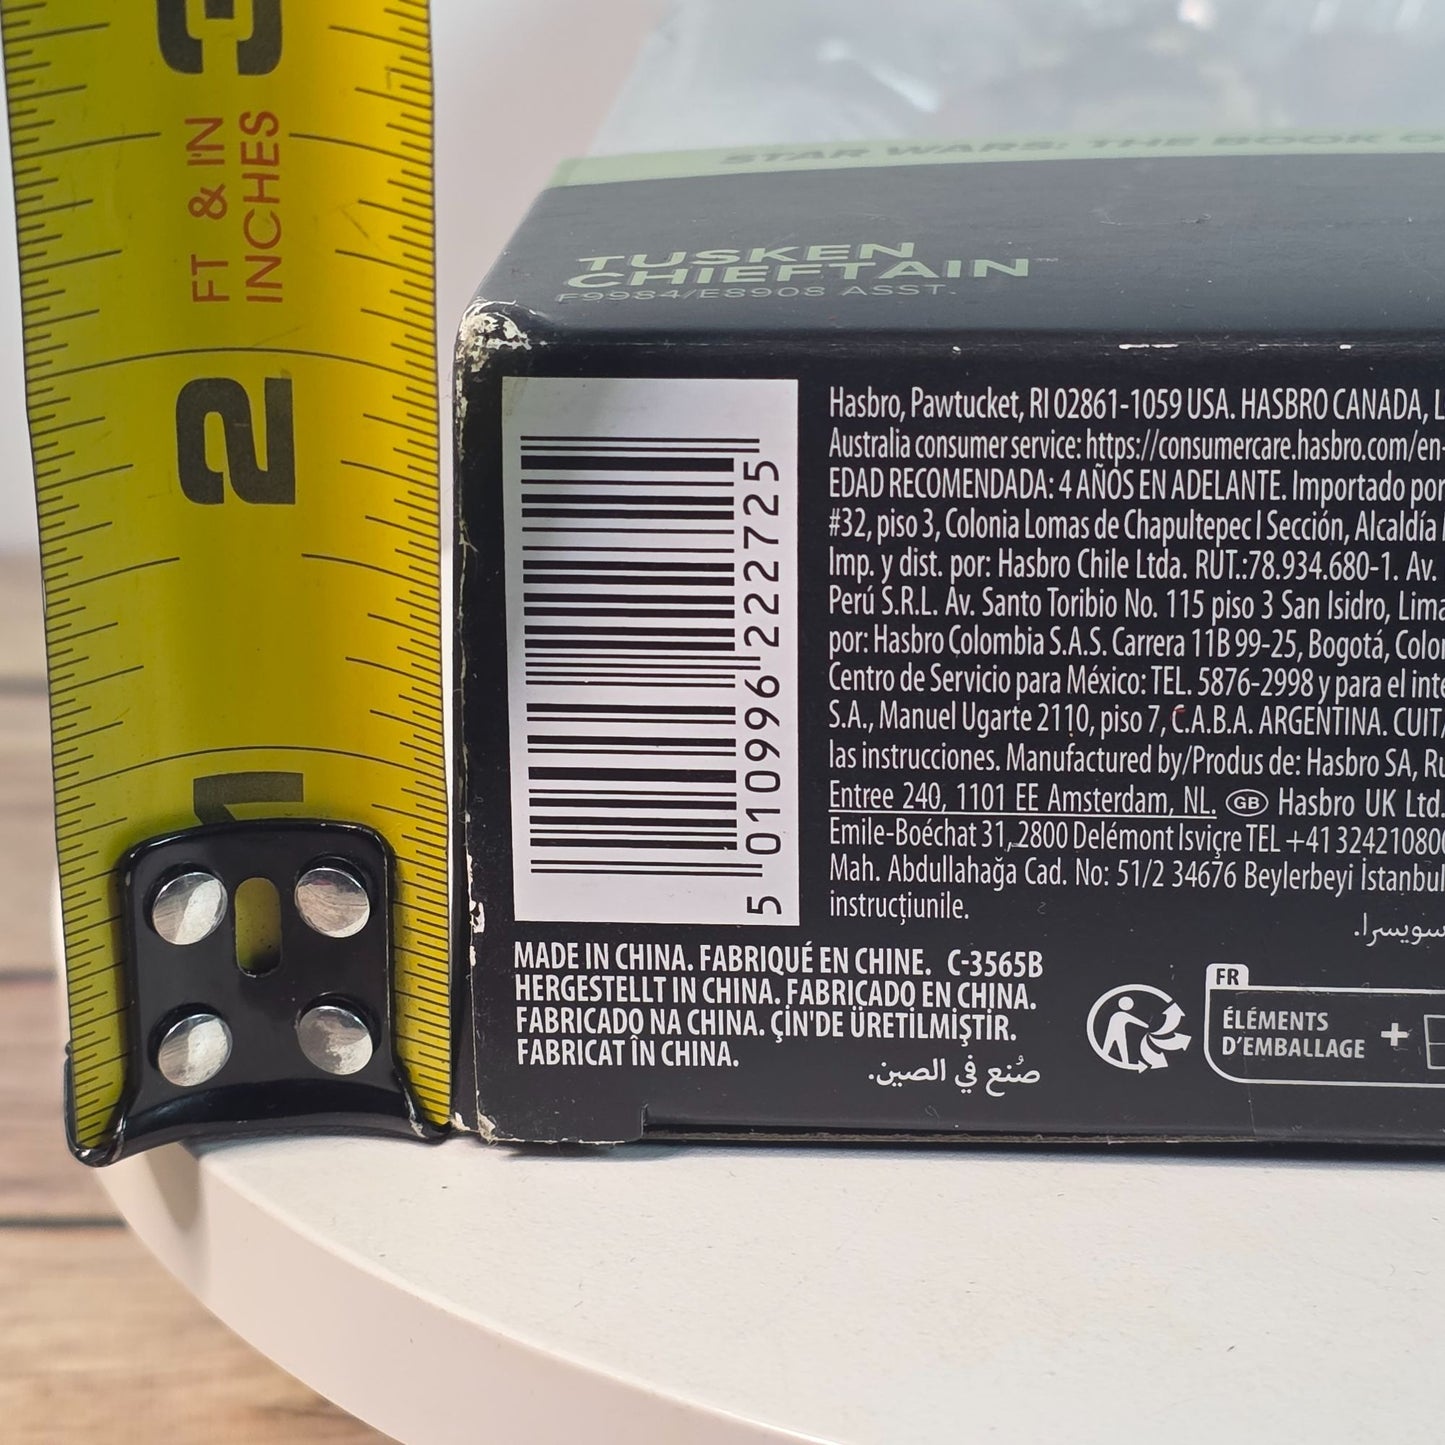 3
FT & IN
INCHES
2
1
STAR WARS: THE BOOK O
TUSKEN
CHIEFTAIN™
F9984/E8908 ASST.
5 010996 222725
Hasbro, Pawtucket, RI 02861-1059 USA. HASBRO CANADA, L
Australia consumer service: https://consumercare.hasbro.com/en-
EDAD RECOMENDADA: 4 AÑOS EN ADELANTE. Importado por
#32, piso 3, Colonia Lomas de Chapultepec I Sección, Alcaldía
Imp. y dist. por: Hasbro Chile Ltda. RUT.:78.934.680-1. Av.
Perú S.R.L. Av. Santo Toribio No. 115 piso 3 San Isidro, Lima
por: Hasbro Colombia S.A.S. Carrera 11B 99-25, Bogotá, Colo
Centro de Servicio para México: TEL. 5876-2998 y para el inte
S.A., Manuel Ugarte 2110, piso 7, C.A.B.A. ARGENTINA. CUIT
las instrucciones. Manufactured by/Produs de: Hasbro SA, Ru
Entree 240, 1101 EE Amsterdam, NL. GB Hasbro UK Ltd.
Emile-Boéchat 31, 2800 Delémont Isviçre TEL +41 324210800
Mah. Abdullahağa Cad. No: 51/2 34676 Beylerbeyi İstanbul
instrucțiunile.
سويسرا.
MADE IN CHINA. FABRIQUÉ EN CHINE. C-3565B
HERGESTELLT IN CHINA. FABRICADO EN CHINA.
FABRICADO NA CHINA. ÇİN'DE ÜRETİLMİŞTİR.
FABRICAT ÎN CHINA.
صُنع في الصين.
FR
ÉLÉMENTS
D'EMBALLAGE +